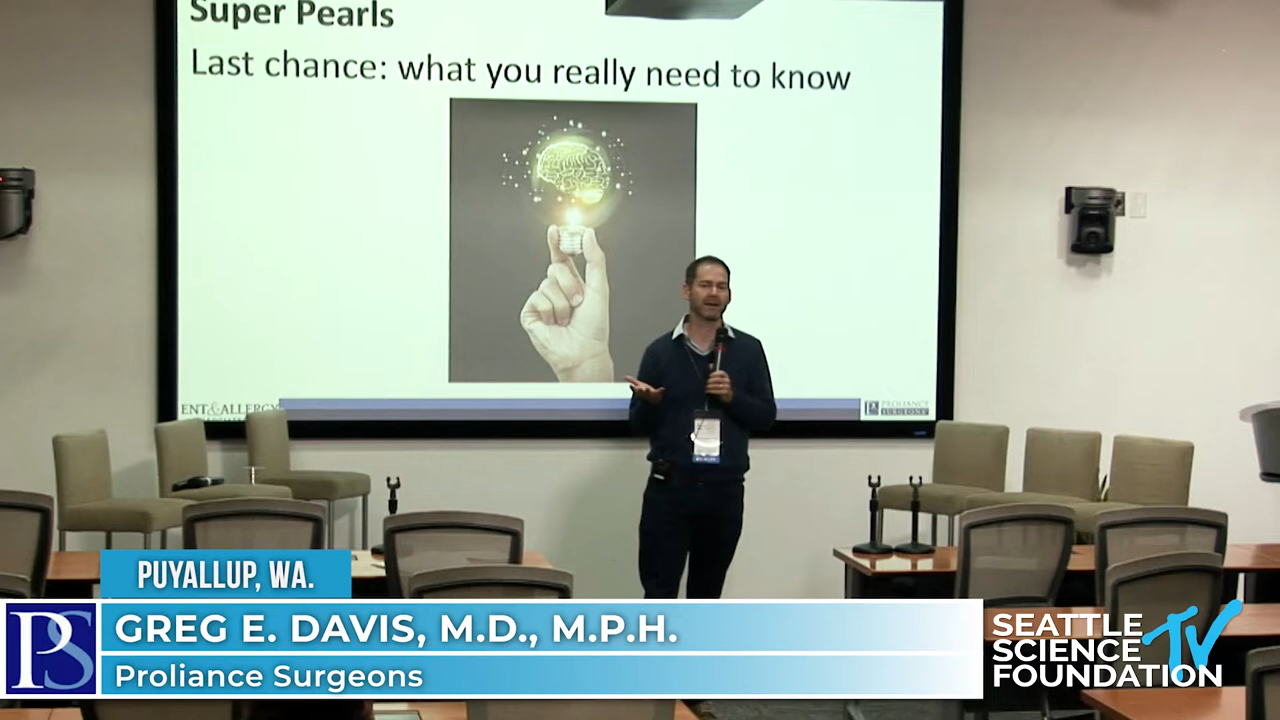 Super Pearls
Last chance: what you really need to know
ENT&ALLERGY
PROLIANCE
SURGEONS
PUYALLUP, WA.
PS
GREG E. DAVIS, M.D., M.P.H.
Proliance Surgeons
SEATTLE
SCIENCE
FOUNDATION
TV